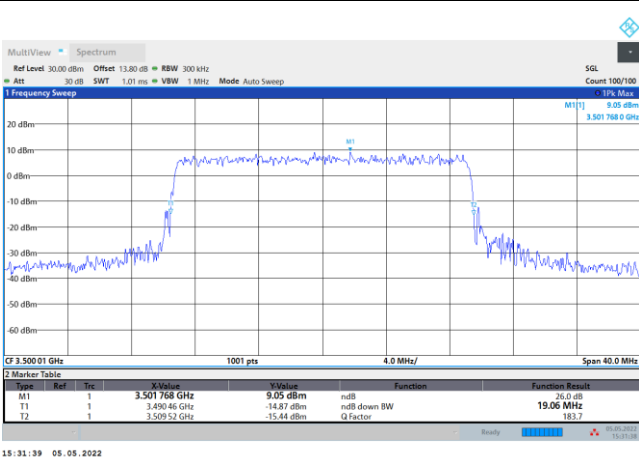 MultiView Spectrum
Ref Level 30.00 dBm Offset 13.80 dB RBW 300 kHz SGL
Att 30 dB SWT 1.01 ms VBW 1 MHz Mode Auto Sweep Count 100/100
1 Frequency Sweep 1Pk Max
M1[1] 9.05 dBm
3.501 768 0 GHz
20 dBm
M1
10 dBm
0 dBm
-10 dBm
-20 dBm
-30 dBm
-40 dBm
-50 dBm
-60 dBm
CF 3.500 01 GHz 1001 pts 4.0 MHz/ Span 40.0 MHz
2 Marker Table
Type Ref Trc X-Value Y-Value Function Function Result
M1 1 3.501 768 GHz 9.05 dBm ndB 26.0 dB
T1 1 3.490 46 GHz -14.87 dBm ndB down BW 19.06 MHz
T2 1 3.509 52 GHz -15.44 dBm Q Factor 183.7
Ready 05.05.2022
15:31:38
15:31:39 05.05.2022